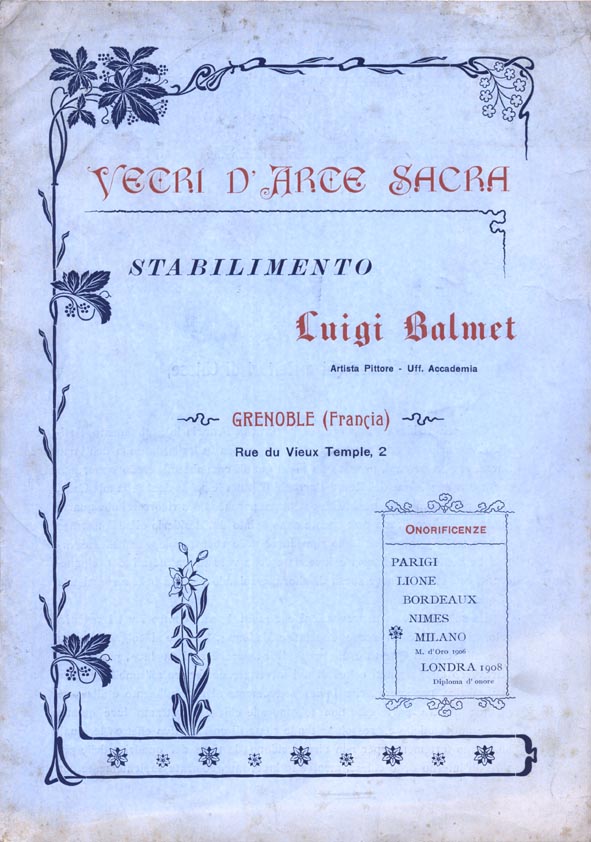 VETRI D'ARTE SACRA
STABILIMENTO
Luigi Balmet
Artista Pittore - Uff. Accademia
GRENOBLE (Françia)
Rue du Vieux Temple, 2
ONORIFICENZE
PARIGI
LIONE
BORDEAUX
NIMES
MILANO
M. d'Oro 1906
LONDRA 1908
Diploma d'onore